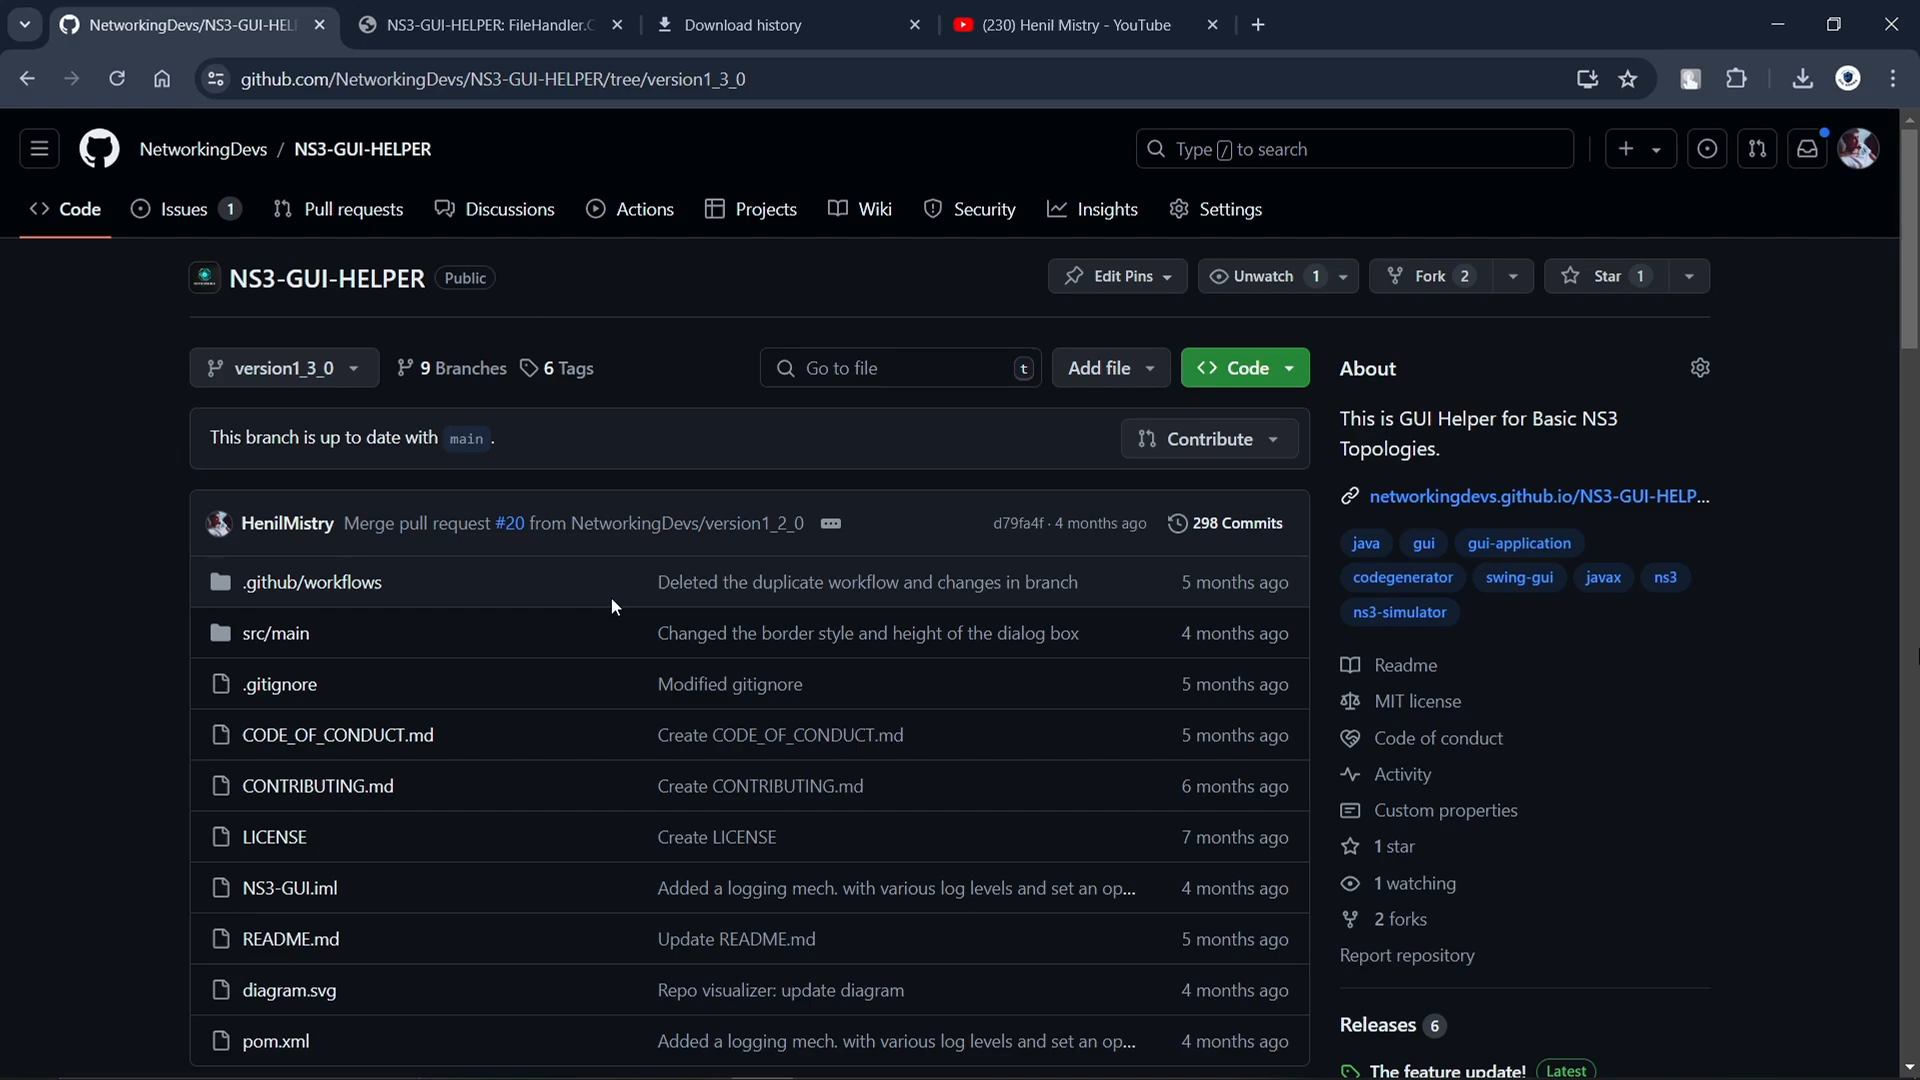 NetworkingDevs/NS3-GUI-HEL
NS3-GUI-HELPER: FileHandler.C
Download history
(230) Henil Mistry - YouTube
github.com/NetworkingDevs/NS3-GUI-HELPER/tree/version1_3_0
NetworkingDevs / NS3-GUI-HELPER
Type / to search
Code
Issues 1
Pull requests
Discussions
Actions
Projects
Wiki
Security
Insights
Settings
NS3-GUI-HELPER Public
Edit Pins
Unwatch 1
Fork 2
Star 1
version1_3_0
9 Branches
6 Tags
Go to file t
Add file
<> Code
This branch is up to date with main .
Contribute
HenilMistry Merge pull request #20 from NetworkingDevs/version1_2_0
d79fa4f · 4 months ago
298 Commits
.github/workflows Deleted the duplicate workflow and changes in branch 5 months ago
src/main Changed the border style and height of the dialog box 4 months ago
.gitignore Modified gitignore 5 months ago
CODE_OF_CONDUCT.md Create CODE_OF_CONDUCT.md 5 months ago
CONTRIBUTING.md Create CONTRIBUTING.md 6 months ago
LICENSE Create LICENSE 7 months ago
NS3-GUI.iml Added a logging mech. with various log levels and set an op... 4 months ago
README.md Update README.md 5 months ago
diagram.svg Repo visualizer: update diagram 4 months ago
pom.xml Added a logging mech. with various log levels and set an op... 4 months ago
About
This is GUI Helper for Basic NS3
Topologies.
networkingdevs.github.io/NS3-GUI-HELP...
java gui gui-application
codegenerator swing-gui javax ns3
ns3-simulator
Readme
MIT license
Code of conduct
Activity
Custom properties
1 star
1 watching
2 forks
Report repository
Releases 6
The feature update! Latest